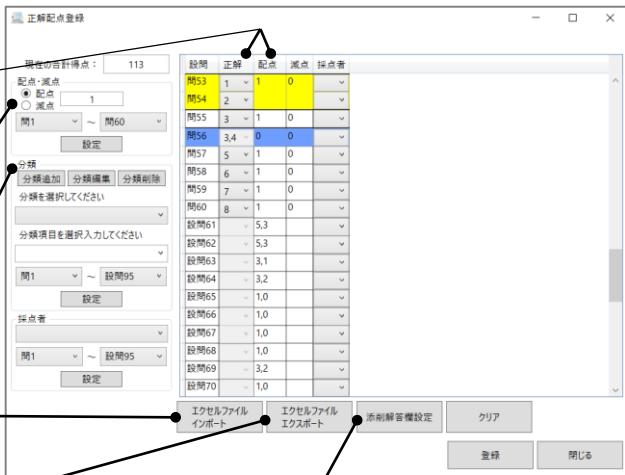 正解配点登録
現在の合計得点： 113
配点・減点
配点
減点
1
問1 ～ 問60
設定
分類
分類追加 分類編集 分類削除
分類を選択してください
分類項目を選択入力してください
問1 ～ 設問95
設定
採点者
問1 ～ 設問95
設定
設問 正解 配点 減点 採点者
問53 1 1 0
問54 2
問55 3 1 0
問56 3,4 0 0
問57 5 1 0
問58 6 1 0
問59 7 1 0
問60 8 1 0
設問61 5,3
設問62 5,3
設問63 3,1
設問64 3,2
設問65 1,0
設問66 1,0
設問67 1,0
設問68 1,0
設問69 3,2
設問70 1,0
エクセルファイル
インポート
エクセルファイル
エクスポート
添削解答欄設定
クリア
登録
閉じる